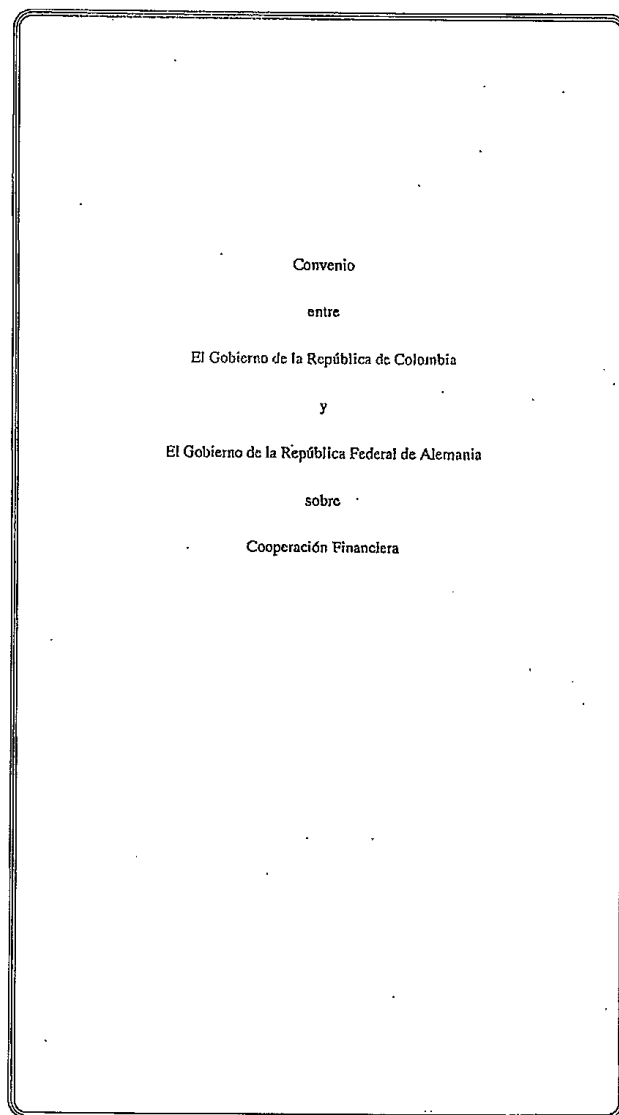 Convenio
entre
El Gobierno de la República de Colombia
y
El Gobierno de la República Federal de Alemania
sobre
Cooperación Financiera